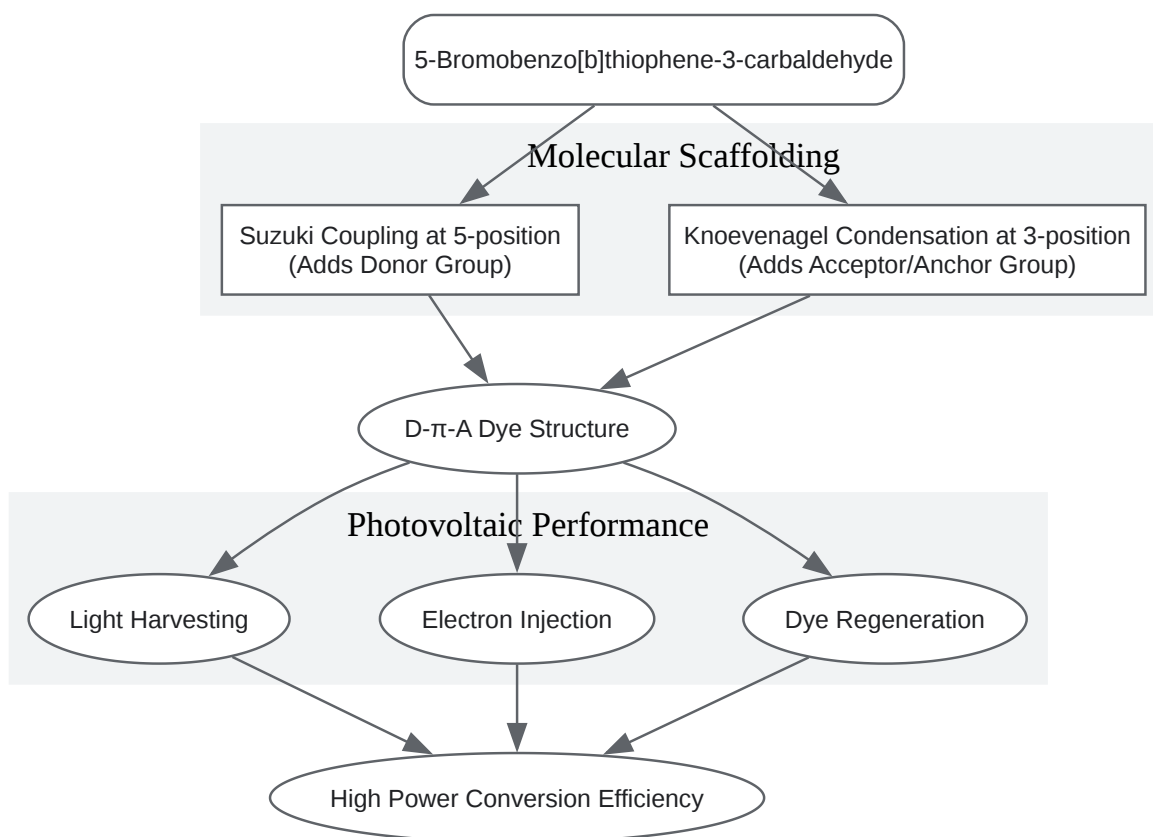 5-Bromobenzo[b]thiophene-3-carbaldehyde
Molecular Scaffolding
Suzuki Coupling at 5-position
(Adds Donor Group)
Knoevenagel Condensation at 3-position
(Adds Acceptor/Anchor Group)
D-π-A Dye Structure
Photovoltaic Performance
Light Harvesting
Electron Injection
Dye Regeneration
High Power Conversion Efficiency